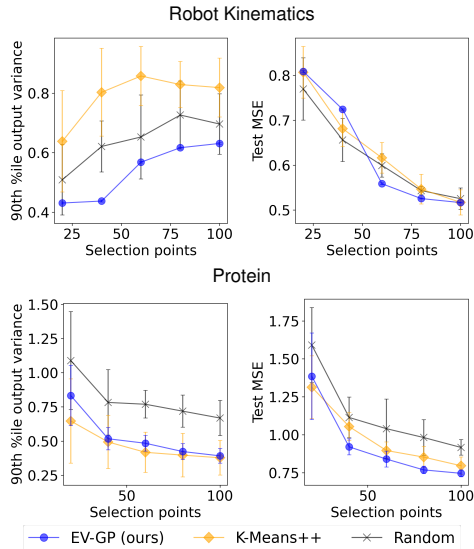 Robot Kinematics
90th %ile output variance
0.8
0.6
0.4
25 50 75 100
Selection points
Test MSE
0.8
0.7
0.6
0.5
25 50 75 100
Selection points
Protein
90th %ile output variance
1.50
1.25
1.00
0.75
0.50
0.25
50 100
Selection points
Test MSE
1.75
1.50
1.25
1.00
0.75
50 100
Selection points
EV-GP (ours) K-Means++ Random